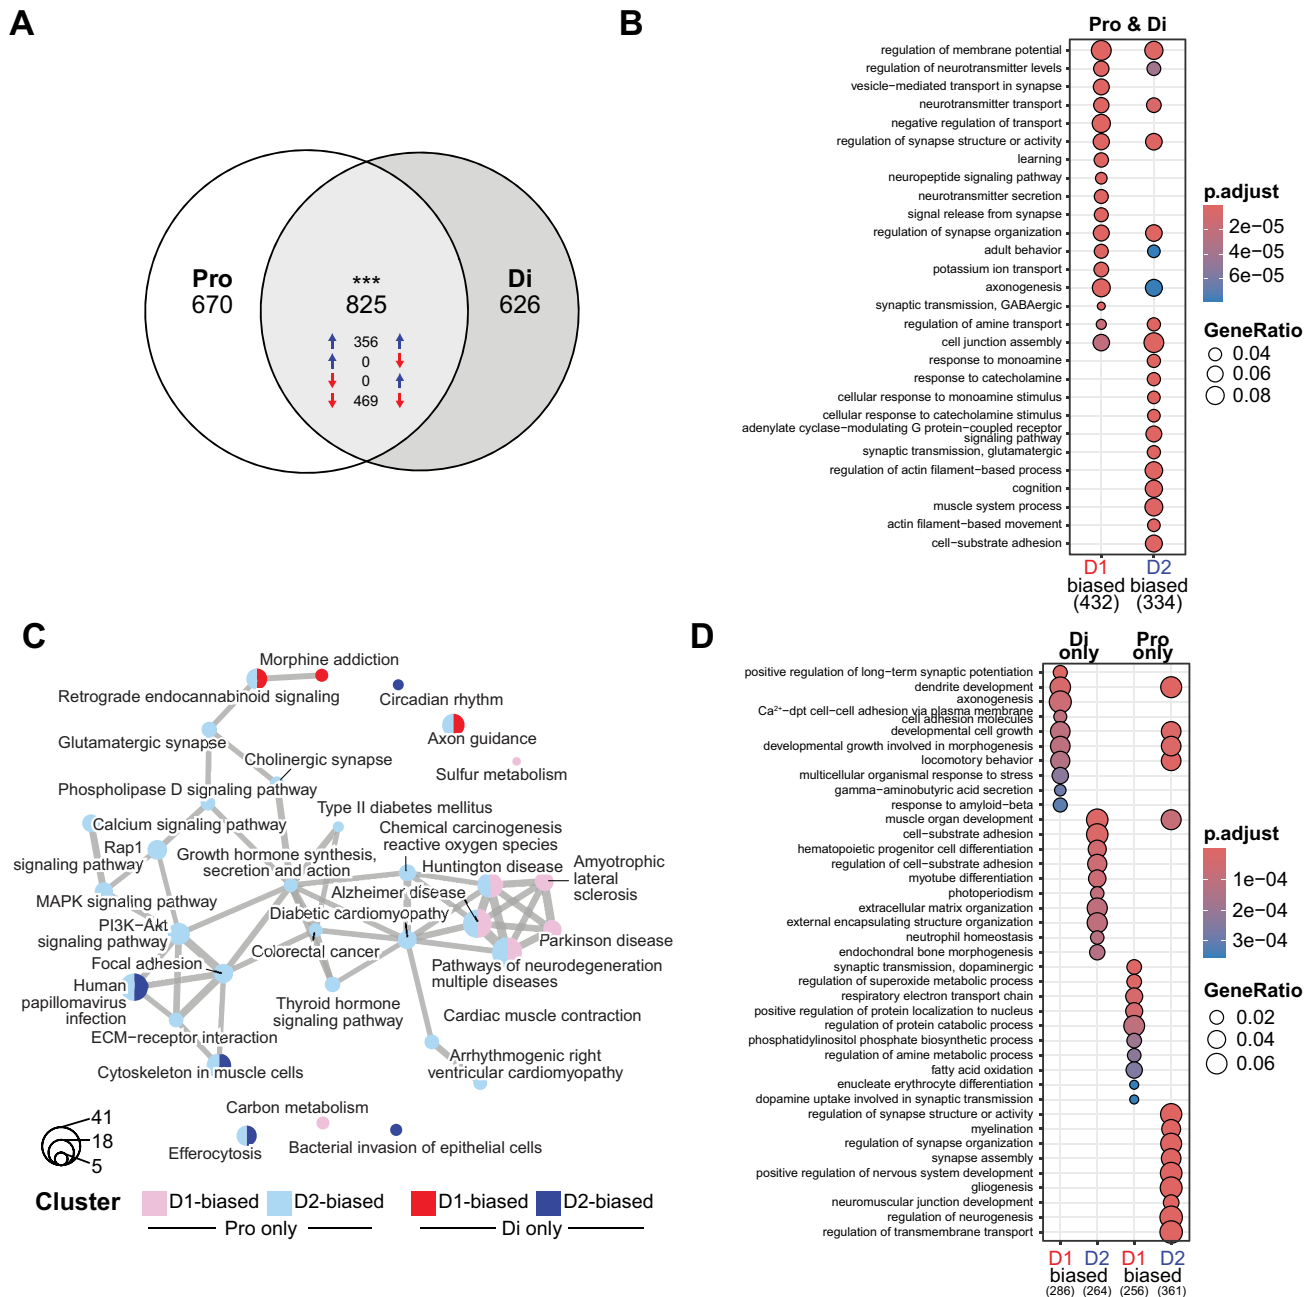 A
Pro
670
***
825
Di
626
356
0
0
469
B
Pro & Di
regulation of membrane potential
regulation of neurotransmitter levels
vesicle−mediated transport in synapse
neurotransmitter transport
negative regulation of transport
regulation of synapse structure or activity
learning
neuropeptide signaling pathway
neurotransmitter secretion
signal release from synapse
regulation of synapse organization
adult behavior
potassium ion transport
axonogenesis
synaptic transmission, GABAergic
regulation of amine transport
cell junction assembly
response to monoamine
response to catecholamine
cellular response to monoamine stimulus
cellular response to catecholamine stimulus
adenylate cyclase−modulating G protein−coupled receptor
signaling pathway
synaptic transmission, glutamatergic
regulation of actin filament−based process
cognition
muscle system process
actin filament−based movement
cell−substrate adhesion
D1 D2
biased biased
(432) (334)
p.adjust
2e−05
4e−05
6e−05
GeneRatio
0.04
0.06
0.08
C
Morphine addiction
Retrograde endocannabinoid signaling
Circadian rhythm
Glutamatergic synapse
Axon guidance
Cholinergic synapse
Sulfur metabolism
Phospholipase D signaling pathway
Type II diabetes mellitus
Calcium signaling pathway
Chemical carcinogenesis
reactive oxygen species
Rap1
signaling pathway
Growth hormone synthesis,
secretion and action
Huntington disease
Amyotrophic
lateral
sclerosis
Alzheimer disease
MAPK signaling pathway
Diabetic cardiomyopathy
PI3K−Akt
signaling pathway
Colorectal cancer
Parkinson disease
Focal adhesion
Pathways of neurodegeneration
multiple diseases
Human
papillomavirus
infection
Thyroid hormone
signaling pathway
Cardiac muscle contraction
ECM−receptor interaction
Arrhythmogenic right
ventricular cardiomyopathy
Cytoskeleton in muscle cells
Carbon metabolism
Efferocytosis
Bacterial invasion of epithelial cells
41
18
5
Cluster
D1-biased D2-biased D1-biased D2-biased
Pro only Di only
D
Di
only
Pro
only
positive regulation of long−term synaptic potentiation
dendrite development
axonogenesis
Ca²⁺−dpt cell−cell adhesion via plasma membrane
cell adhesion molecules
developmental cell growth
developmental growth involved in morphogenesis
locomotory behavior
multicellular organismal response to stress
gamma−aminobutyric acid secretion
response to amyloid−beta
muscle organ development
cell−substrate adhesion
hematopoietic progenitor cell differentiation
regulation of cell−substrate adhesion
myotube differentiation
photoperiodism
extracellular matrix organization
external encapsulating structure organization
neutrophil homeostasis
endochondral bone morphogenesis
synaptic transmission, dopaminergic
regulation of superoxide metabolic process
respiratory electron transport chain
positive regulation of protein localization to nucleus
regulation of protein catabolic process
phosphatidylinositol phosphate biosynthetic process
regulation of amine metabolic process
fatty acid oxidation
enucleate erythrocyte differentiation
dopamine uptake involved in synaptic transmission
regulation of synapse structure or activity
myelination
regulation of synapse organization
synapse assembly
positive regulation of nervous system development
gliogenesis
neuromuscular junction development
regulation of neurogenesis
regulation of transmembrane transport
D1 D2 D1 D2
biased biased
(286) (264) (256) (361)
p.adjust
1e−04
2e−04
3e−04
GeneRatio
0.02
0.04
0.06